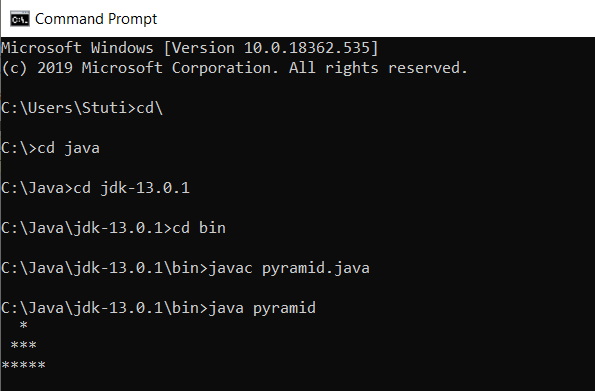 Command Prompt
Microsoft Windows [Version 10.0.18362.535]
(c) 2019 Microsoft Corporation. All rights reserved.
C:\Users\Stuti>cd\
C:\>cd java
C:\Java>cd jdk-13.0.1
C:\Java\jdk-13.0.1>cd bin
C:\Java\jdk-13.0.1\bin>javac pyramid.java
C:\Java\jdk-13.0.1\bin>java pyramid
  *
 ***
*****